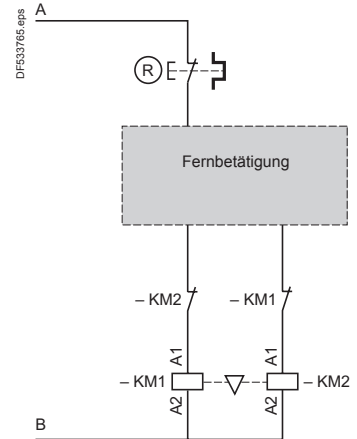 DF533765.eps
A
R
Fernbetätigung
– KM2
– KM1
A1
A1
– KM1
– KM2
A2
A2
B